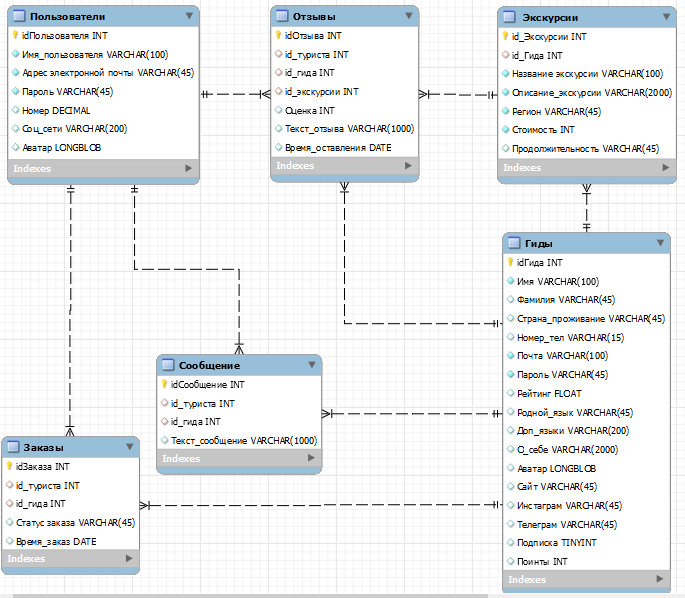 Пользователи
idПользователя INT
Имя_пользователя VARCHAR(100)
Адрес электронной почты VARCHAR(45)
Пароль VARCHAR(45)
Номер DECIMAL
Соц_сети VARCHAR(200)
Аватар LONGBLOB
Indexes
Отзывы
idОтзыва INT
id_туриста INT
id_гида INT
id_экскурсии INT
Оценка INT
Текст_отзыва VARCHAR(1000)
Время_оставления DATE
Indexes
Экскурсии
id_Экскурсии INT
id_Гида INT
Название экскурсии VARCHAR(100)
Описание_экскурсии VARCHAR(2000)
Регион VARCHAR(45)
Стоимость INT
Продолжительность VARCHAR(45)
Indexes
Гиды
idГида INT
Имя VARCHAR(100)
Фамилия VARCHAR(45)
Страна_проживание VARCHAR(45)
Номер_тел VARCHAR(15)
Почта VARCHAR(100)
Пароль VARCHAR(45)
Рейтинг FLOAT
Родной_язык VARCHAR(45)
Доп_языки VARCHAR(200)
О_себе VARCHAR(2000)
Аватар LONGBLOB
Сайт VARCHAR(45)
Инстаграм VARCHAR(45)
Телеграм VARCHAR(45)
Подписка TINYINT
Поинты INT
Indexes
Сообщение
idСообщение INT
id_туриста INT
id_гида INT
Текст_сообщение VARCHAR(1000)
Indexes
Заказы
idЗаказа INT
id_туриста INT
id_гида INT
Статус заказа VARCHAR(45)
Время_заказ DATE
Indexes